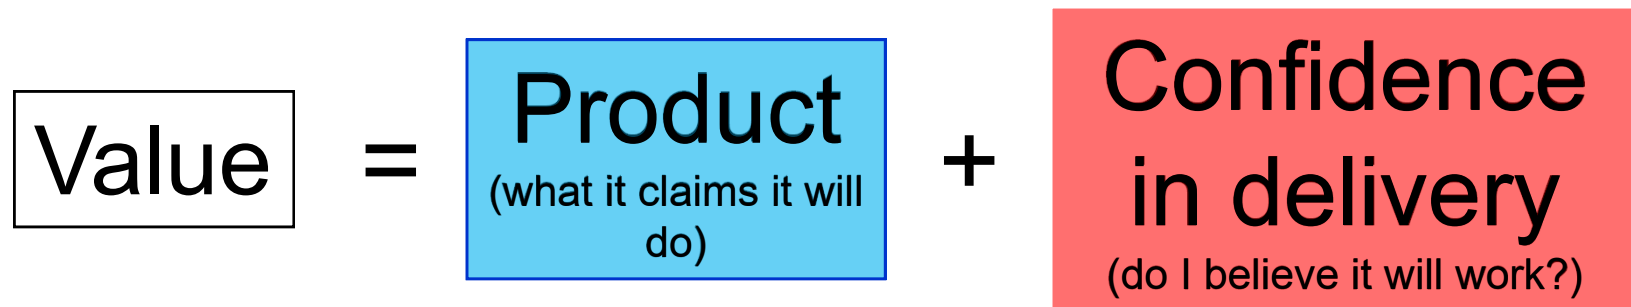 Value
=
Product
(what it claims it will
do)
+
Confidence
in delivery
(do I believe it will work?)